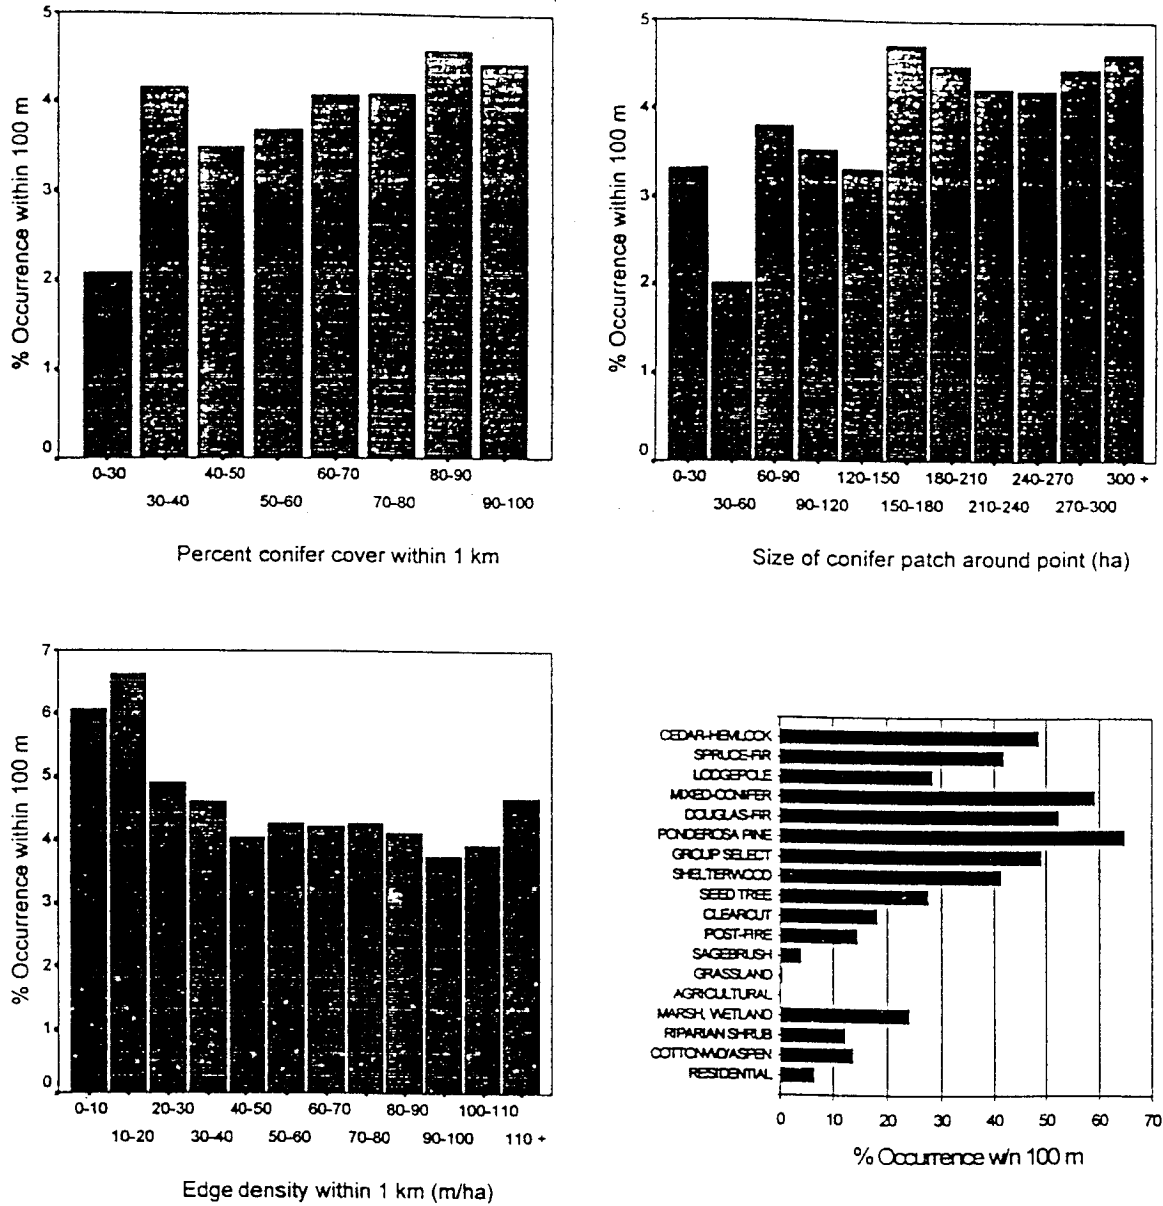 5
4
3
2
1
0
% Occurrence within 100 m
0-30
40-50
60-70
80-90
30-40
50-60
70-80
90-100
Percent conifer cover within 1 km
5
4
3
2
1
0
% Occurrence within 100 m
0-30
60-90
120-150
180-210
240-270
300 +
30-60
90-120
150-180
210-240
270-300
Size of conifer patch around point (ha)
7
6
5
4
3
2
1
0
% Occurrence within 100 m
0-10
20-30
40-50
60-70
80-90
100-110
10-20
30-40
50-60
70-80
90-100
110 +
Edge density within 1 km (m/ha)
CEDAR-HEMLOCK
SPRUCE-FIR
LODGEPOLE
MIXED-CONIFER
DOUGLAS-FIR
PONDEROSA PINE
GROUP SELECT
SHELTERWOOD
SEED TREE
CLEARCUT
POST-FIRE
SAGEBRUSH
GRASSLAND
AGRICULTURAL
MARSH, WETLAND
RIPARIAN SHRUB
COTTONWD/ASPEN
RESIDENTIAL
0 10 20 30 40 50 60 70
% Occurrence w/n 100 m